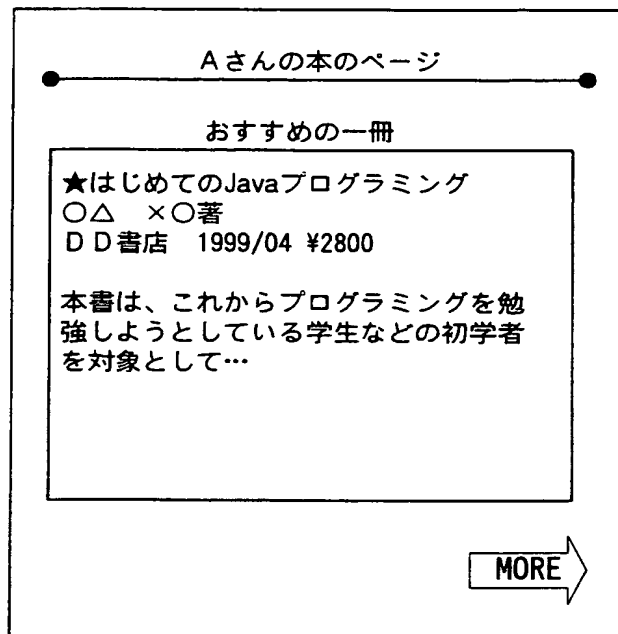 Aさんの本のページ
おすすめの一冊
★はじめてのJavaプログラミング
○△　×○著
ＤＤ書店　1999/04 ¥2800
本書は、これからプログラミングを勉
強しようとしている学生などの初学者
を対象として…
MORE